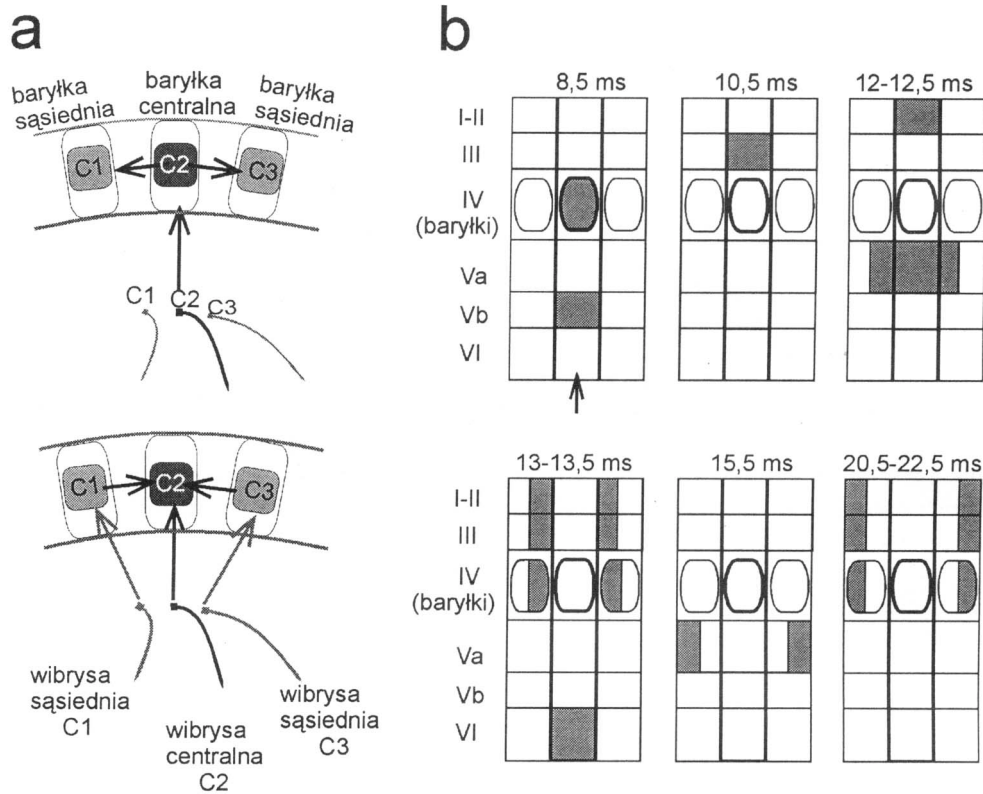 a
baryłka sąsiednia
baryłka centralna
baryłka sąsiednia
C1
C2
C3
C1
C2
C3
C1
C2
C3
wibrysa sąsiednia C1
wibrysa centralna C2
wibrysa sąsiednia C3
b
8,5 ms
10,5 ms
12-12,5 ms
I-II
III
IV
(baryłki)
Va
Vb
VI
13-13,5 ms
15,5 ms
20,5-22,5 ms
I-II
III
IV
(baryłki)
Va
Vb
VI